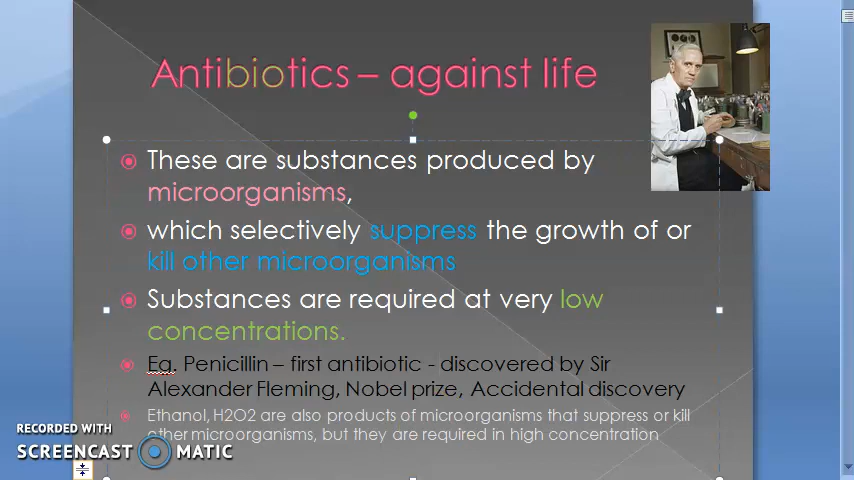 Antibiotics – against life
These are substances produced by
microorganisms,
which selectively suppress the growth of or
kill other microorganisms
Substances are required at very low
concentrations.
Eg. Penicillin – first antibiotic - discovered by Sir
Alexander Fleming, Nobel prize, Accidental discovery
Ethanol, H2O2 are also products of microorganisms that suppress or kill
other microorganisms, but they are required in high concentration
RECORDED WITH
SCREENCAST MATIC